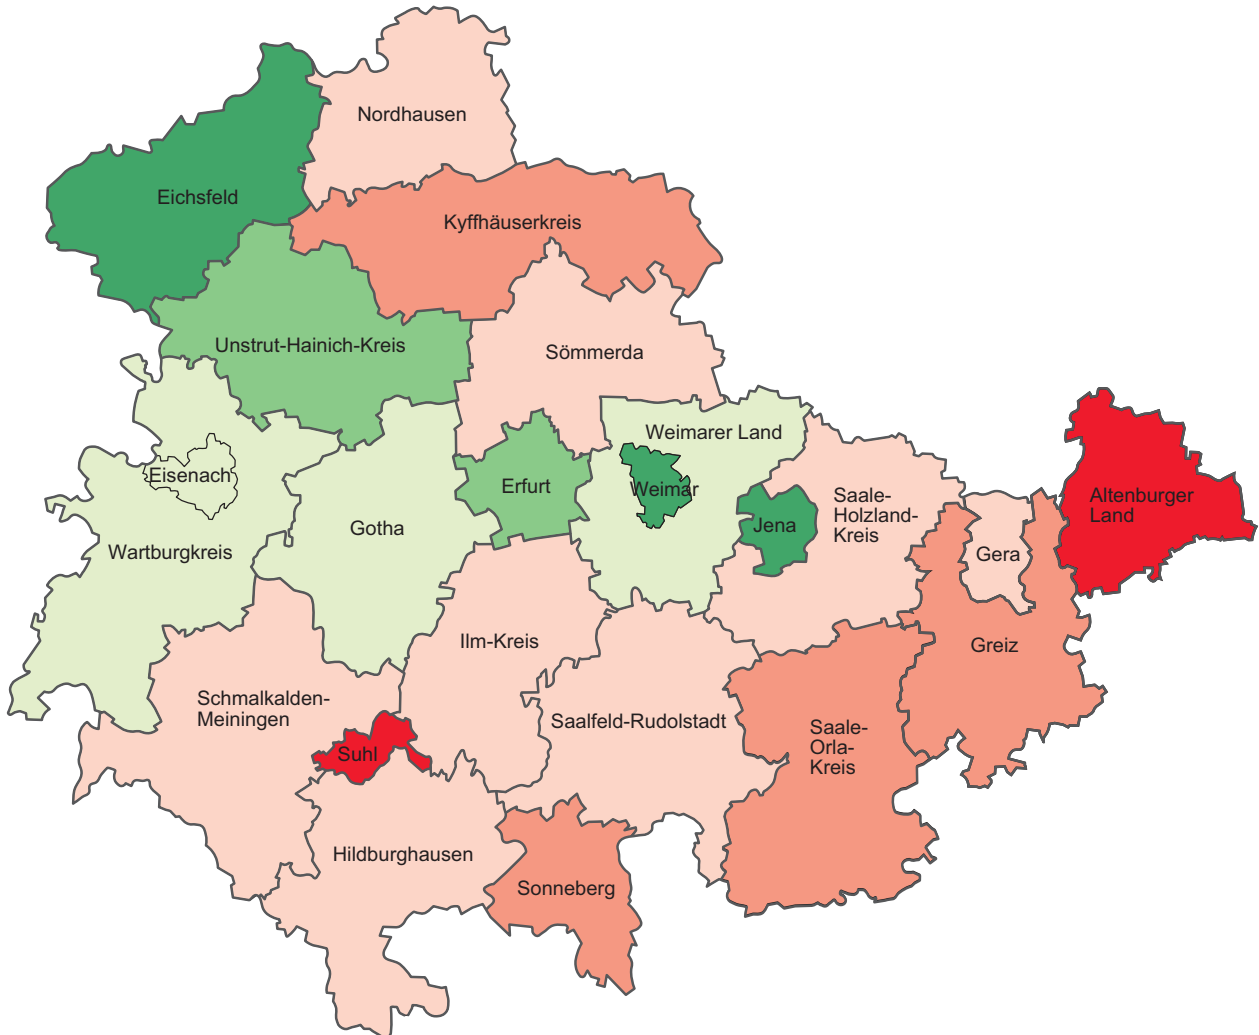 Nordhausen
Eichsfeld
Kyffhäuserkreis
Unstrut-Hainich-Kreis
Sömmerda
Weimarer Land
Eisenach
Erfurt
Weimar
Saale-
Holzland-
Kreis
Altenburger
Land
Gotha
Jena
Wartburgkreis
Gera
Ilm-Kreis
Greiz
Schmalkalden-
Meiningen
Saalfeld-Rudolstadt
Saale-
Orla-
Kreis
Suhl
Hildburghausen
Sonneberg